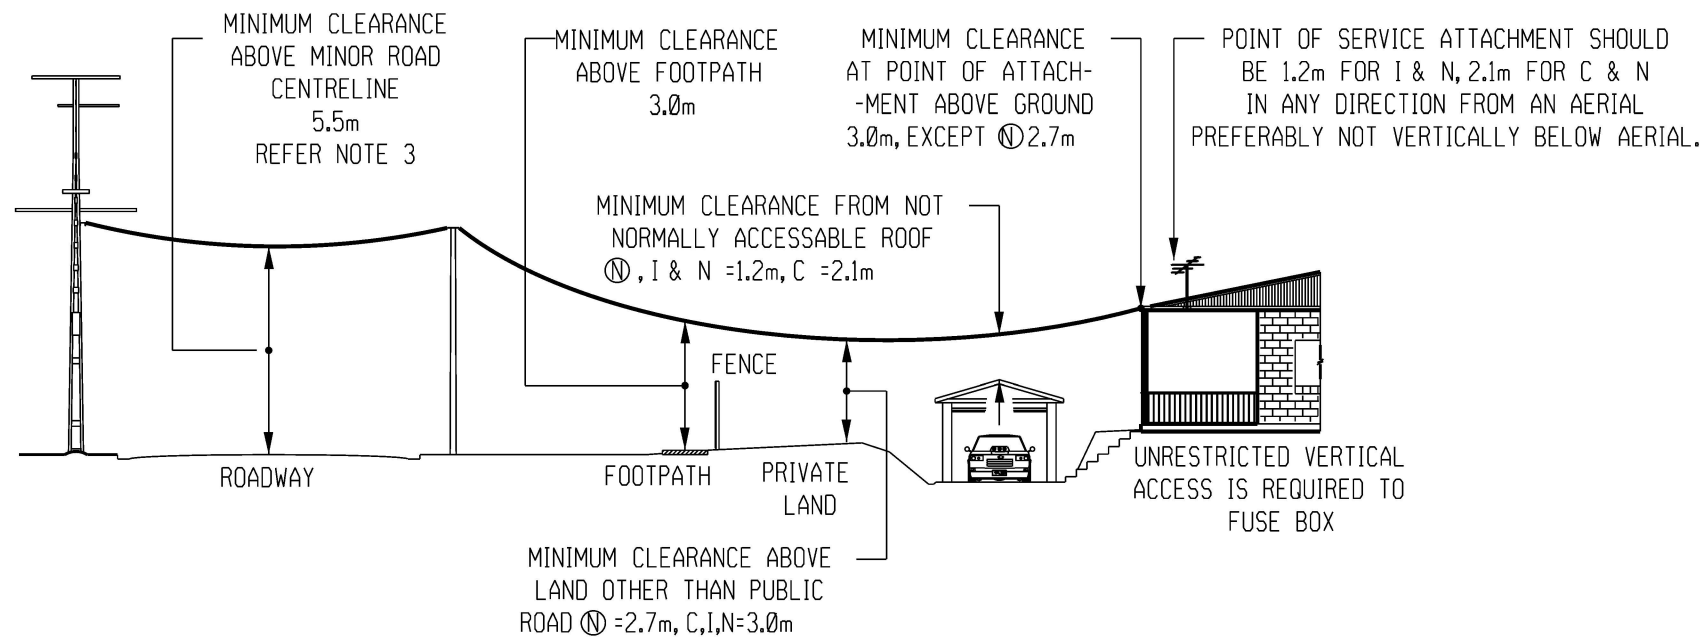 MINIMUM CLEARANCE
ABOVE MINOR ROAD
CENTRELINE
5.5m
REFER NOTE 3
MINIMUM CLEARANCE
ABOVE FOOTPATH
3.0m
MINIMUM CLEARANCE
AT POINT OF ATTACH-
-MENT ABOVE GROUND
3.0m, EXCEPT Ⓝ 2.7m
POINT OF SERVICE ATTACHMENT SHOULD
BE 1.2m FOR I & N, 2.1m FOR C & N
IN ANY DIRECTION FROM AN AERIAL
PREFERABLY NOT VERTICALLY BELOW AERIAL.
MINIMUM CLEARANCE FROM NOT
NORMALLY ACCESSABLE ROOF
Ⓝ , I & N =1.2m, C =2.1m
FENCE
ROADWAY
FOOTPATH
PRIVATE
LAND
UNRESTRICTED VERTICAL
ACCESS IS REQUIRED TO
FUSE BOX
MINIMUM CLEARANCE ABOVE
LAND OTHER THAN PUBLIC
ROAD Ⓝ =2.7m, C,I,N=3.0m